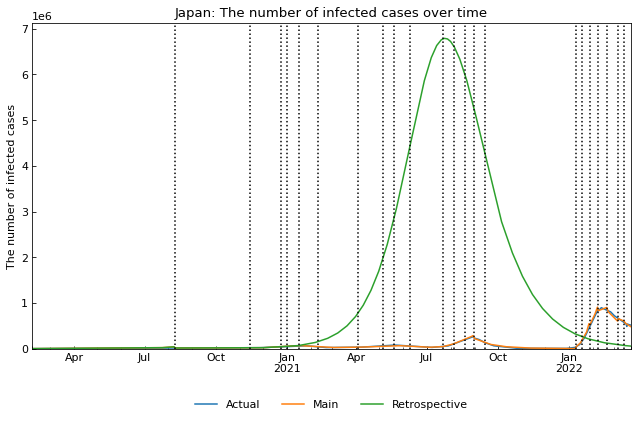 Japan: The number of infected cases over time
1e6
The number of infected cases
7
6
5
4
3
2
1
0
Apr Jul Oct Jan Apr Jul Oct Jan
2021 2022
Actual Main Retrospective